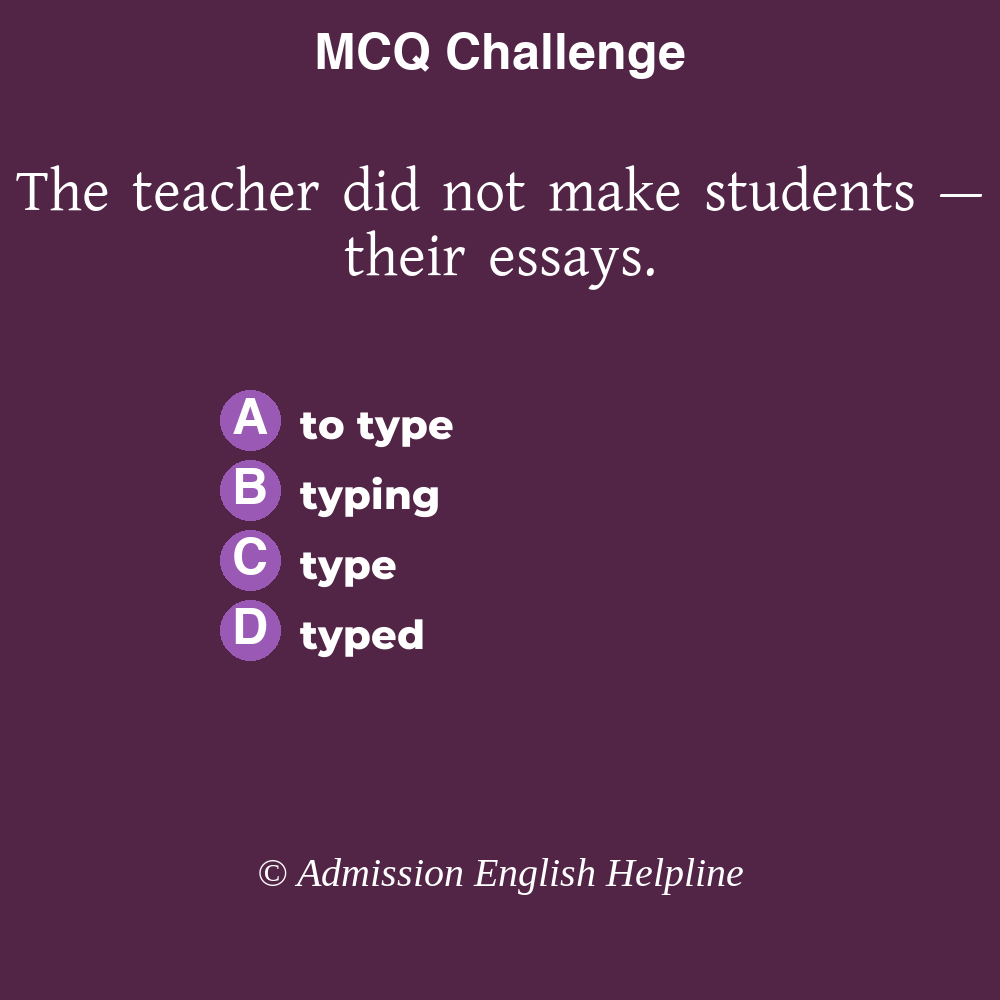 MCQ Challenge
The teacher did not make students —
their essays.
A to type
B typing
C type
D typed
© Admission English Helpline